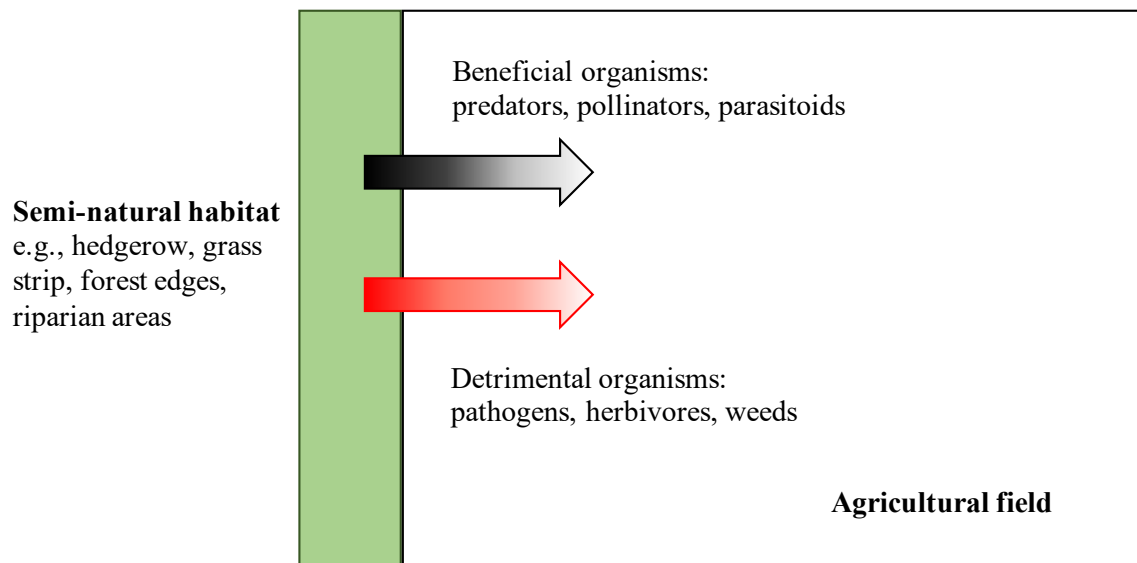 Beneficial organisms:
predators, pollinators, parasitoids
Semi-natural habitat
e.g., hedgerow, grass
strip, forest edges,
riparian areas
Detrimental organisms:
pathogens, herbivores, weeds
Agricultural field